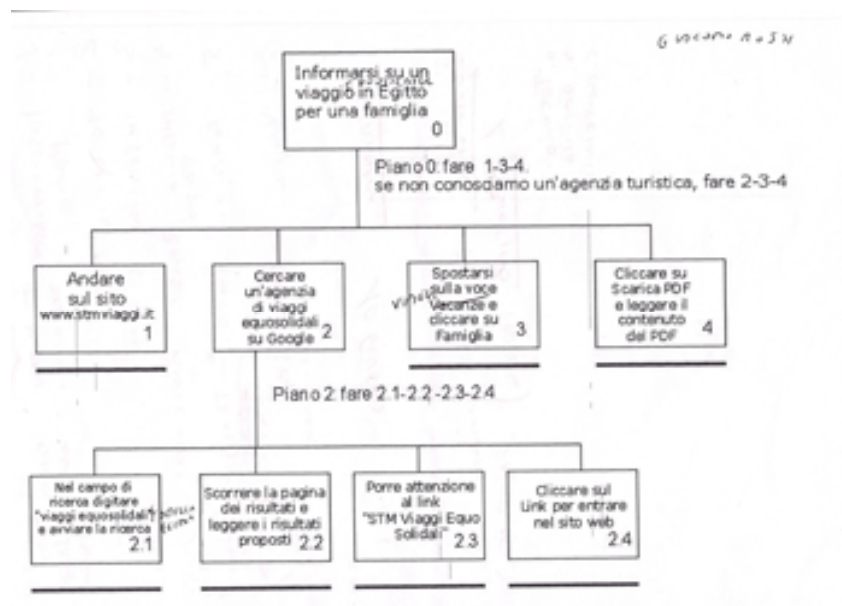 Informarsi su un
viaggio in Egitto
per una famiglia
0
Piano 0: fare 1-3-4.
se non conosciamo un'agenzia turistica, fare 2-3-4
Andare
sul sito
www.stmviaggi.it
1
Cercare
un'agenzia
di viaggi
equosolidali
su Google 2
Spostarsi
sulla voce
Vacanze e
cliccare su
Famiglia 3
Cliccare su
Scarica PDF
e leggere il
contenuto
del PDF 4
Piano 2: fare 2.1-2.2-2.3-2.4
Nel campo di
ricerca digitare
"viaggi equosolidali"
e avviare la ricerca
2.1
Scorrere la pagina
dei risultati e
leggere i risultati
proposti 2.2
Porre attenzione
al link
"STM Viaggi Equo
Solidali"
2.3
Cliccare sul
Link per entrare
nel sito web
2.4